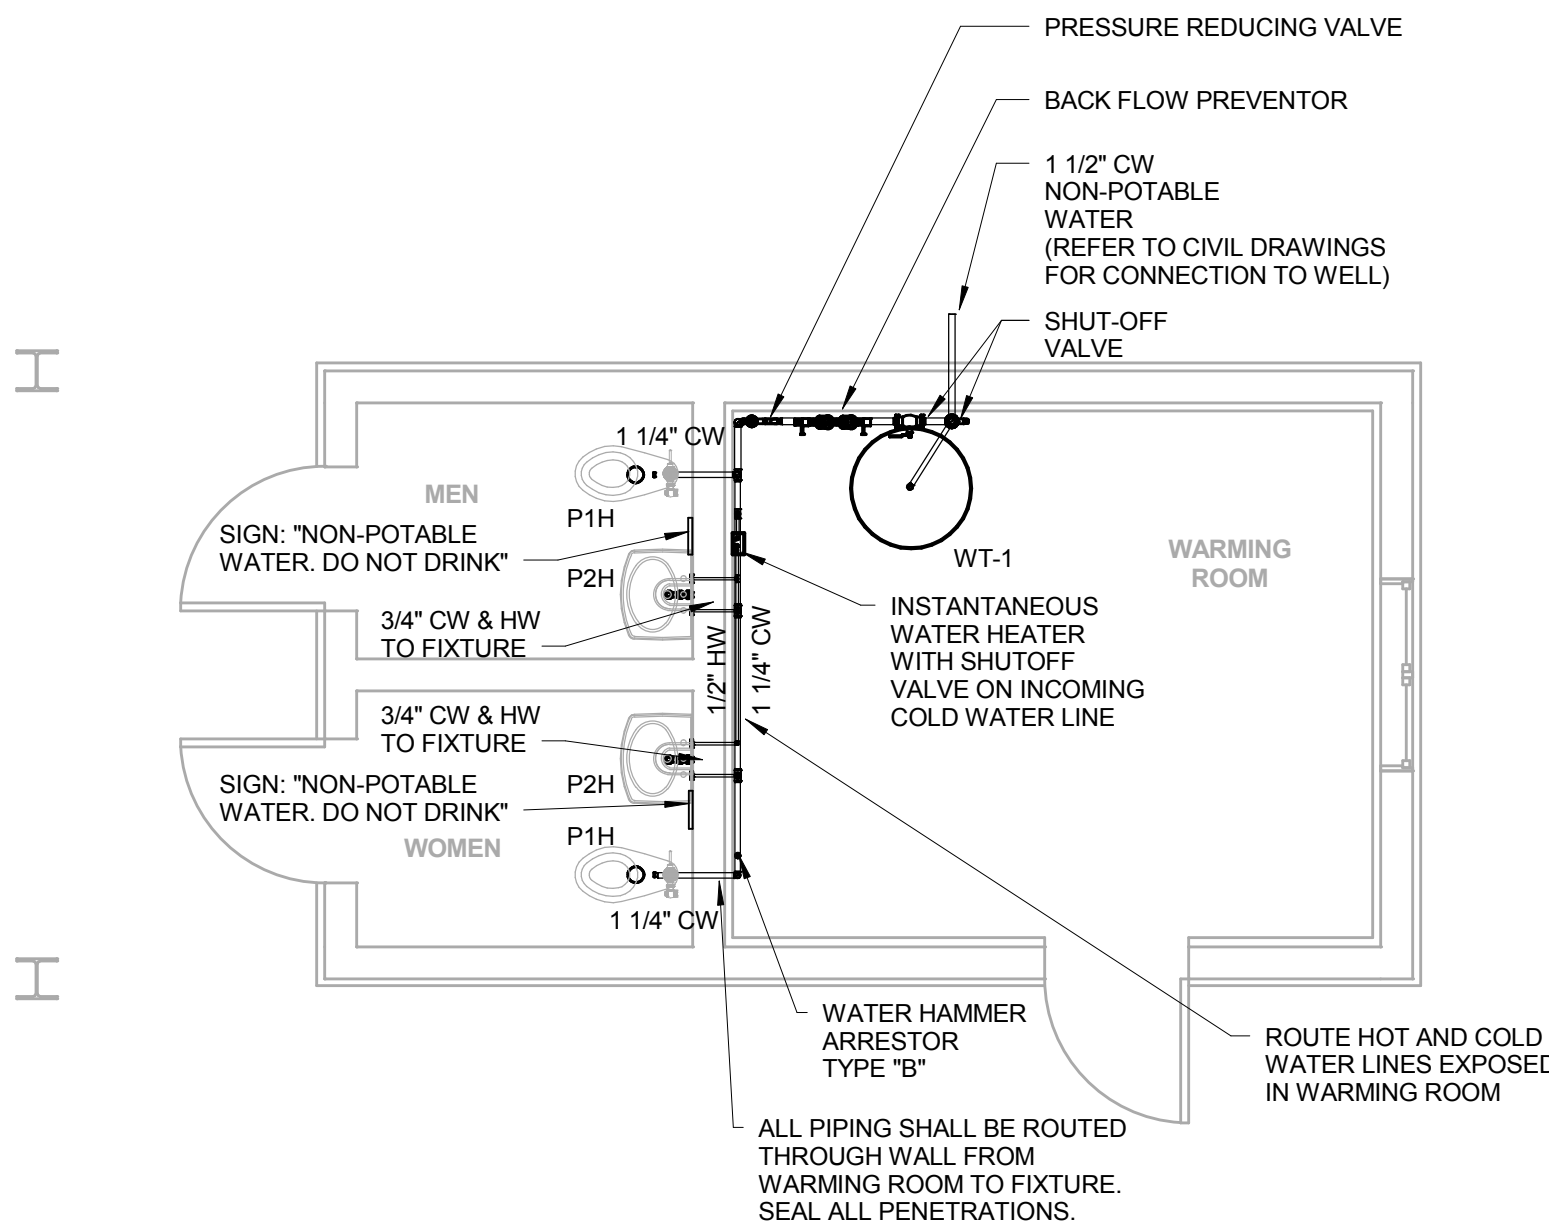 PRESSURE REDUCING VALVE
BACK FLOW PREVENTOR
1 1/2" CW
NON-POTABLE
WATER
(REFER TO CIVIL DRAWINGS
FOR CONNECTION TO WELL)
SHUT-OFF
VALVE
1 1/4" CW
MEN
P1H
SIGN: "NON-POTABLE
WATER. DO NOT DRINK"
P2H
3/4" CW & HW
TO FIXTURE
WT-1
WARMING
ROOM
INSTANTANEOUS
WATER HEATER
WITH SHUTOFF
VALVE ON INCOMING
COLD WATER LINE
1/2" HW
1 1/4" CW
3/4" CW & HW
TO FIXTURE
SIGN: "NON-POTABLE
WATER. DO NOT DRINK"
P2H
P1H
WOMEN
1 1/4" CW
WATER HAMMER
ARRESTOR
TYPE "B"
ROUTE HOT AND COLD
WATER LINES EXPOSED
IN WARMING ROOM
ALL PIPING SHALL BE ROUTED
THROUGH WALL FROM
WARMING ROOM TO FIXTURE.
SEAL ALL PENETRATIONS.